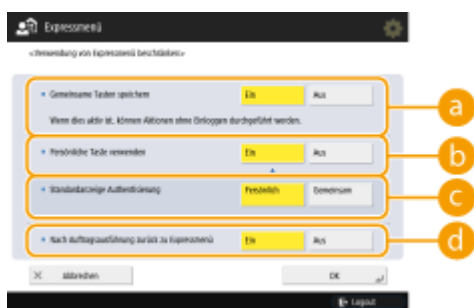 Expressmenü
<Verwendung von Expressmenü beschränken>
Gemeinsame Tasten speichern Ein Aus
Wenn dies aktiv ist, können Aktionen ohne Einloggen durchgeführt werden.
Persönliche Taste verwenden Ein Aus
Standardanzeige Authentisierung Persönlich Gemeinsam
Nach Auftragsausführung zurück zu Expressmenü Ein Aus
Abbrechen OK
Logout
a
b
c
d